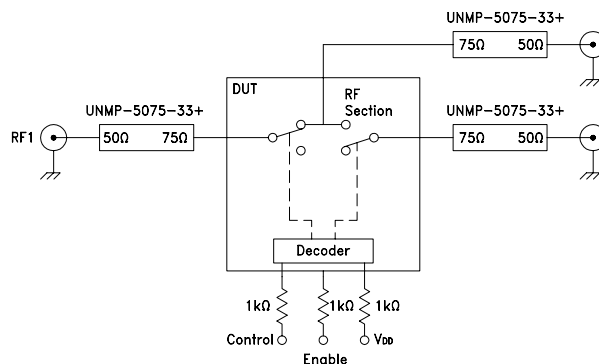 UNMP-5075-33+
75Ω 50Ω
DUT
RF
Section
UNMP-5075-33+
UNMP-5075-33+
RF1
50Ω 75Ω
75Ω 50Ω
Decoder
1kΩ 1kΩ 1kΩ
Control VDD
Enable